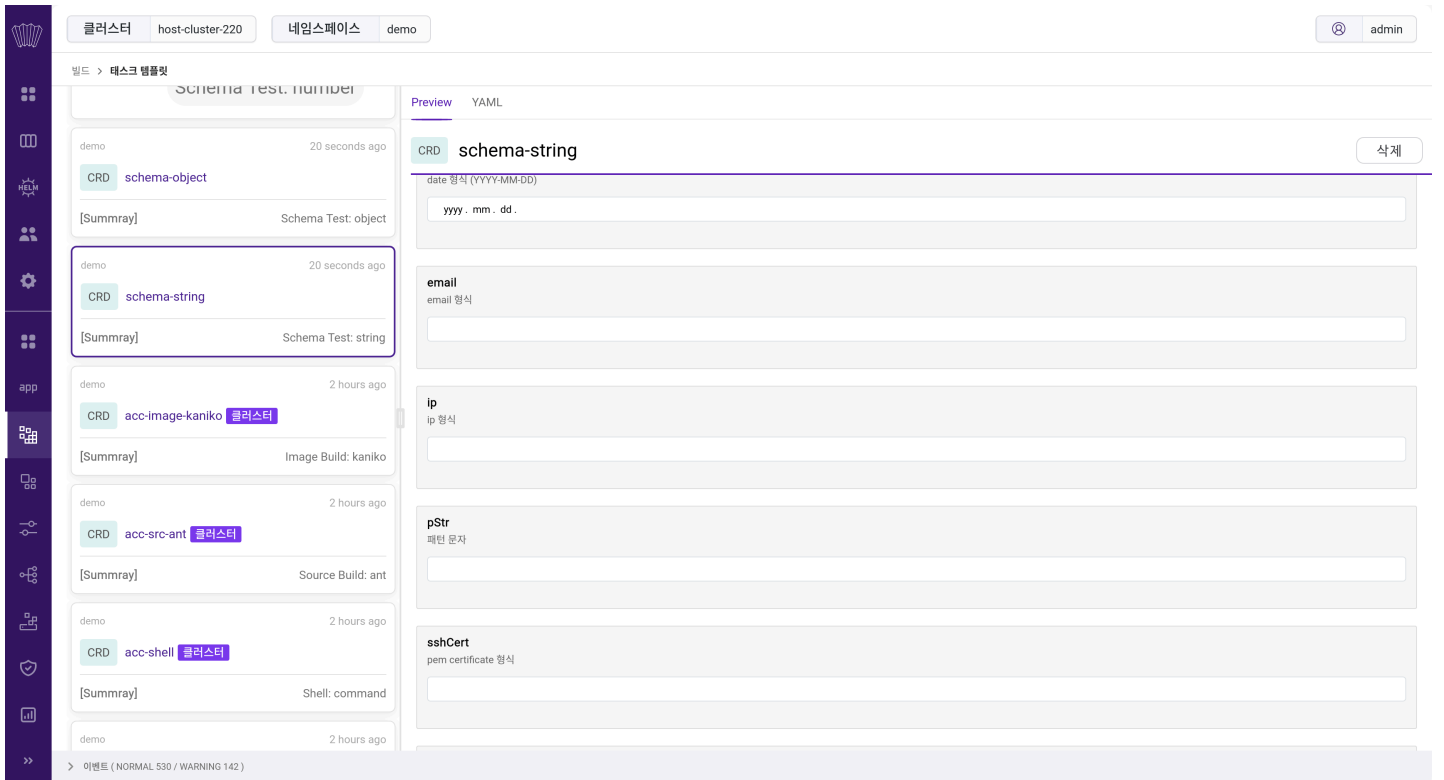 클러스터 host-cluster-220 네임스페이스 demo admin
빌드 > 태스크 템플릿
Schema Test: number
demo 20 seconds ago
CRD schema-object
[Summray] Schema Test: object
demo 20 seconds ago
CRD schema-string
[Summray] Schema Test: string
demo 2 hours ago
CRD acc-image-kaniko 클러스터
[Summray] Image Build: kaniko
demo 2 hours ago
CRD acc-src-ant 클러스터
[Summray] Source Build: ant
demo 2 hours ago
CRD acc-shell 클러스터
[Summray] Shell: command
demo 2 hours ago
HELM
app
Preview YAML
CRD schema-string 삭제
date 형식 (YYYY-MM-DD)
yyyy. mm. dd.
email
email 형식
ip
ip 형식
pStr
패턴 문자
sshCert
pem certificate 형식
이벤트 ( NORMAL 530 / WARNING 142 )